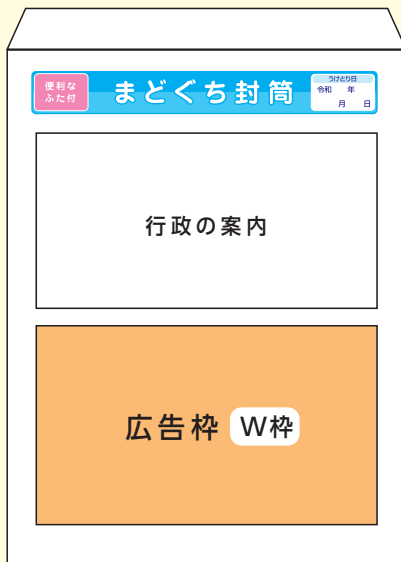 便利な
ふた付
まどぐち封筒
うけとり日
令和 年
月 日
行政の案内
広告枠 W枠